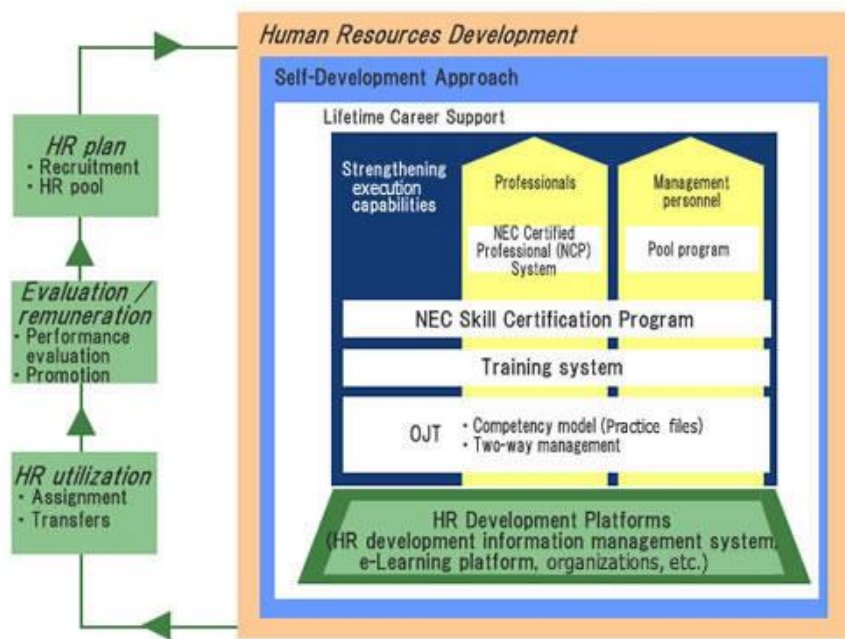 Human Resources Development
Self-Development Approach
Lifetime Career Support
HR plan
・Recruitment
・HR pool
Evaluation /
remuneration
・Performance
evaluation
・Promotion
HR utilization
・Assignment
・Transfers
Strengthening
execution
capabilities
Professionals
NEC Certified
Professional (NCP)
System
Management
personnel
Pool program
NEC Skill Certification Program
Training system
OJT
・Competency model (Practice files)
・Two-way management
HR Development Platforms
(HR development information management system,
e-Learning platform, organizations, etc.)